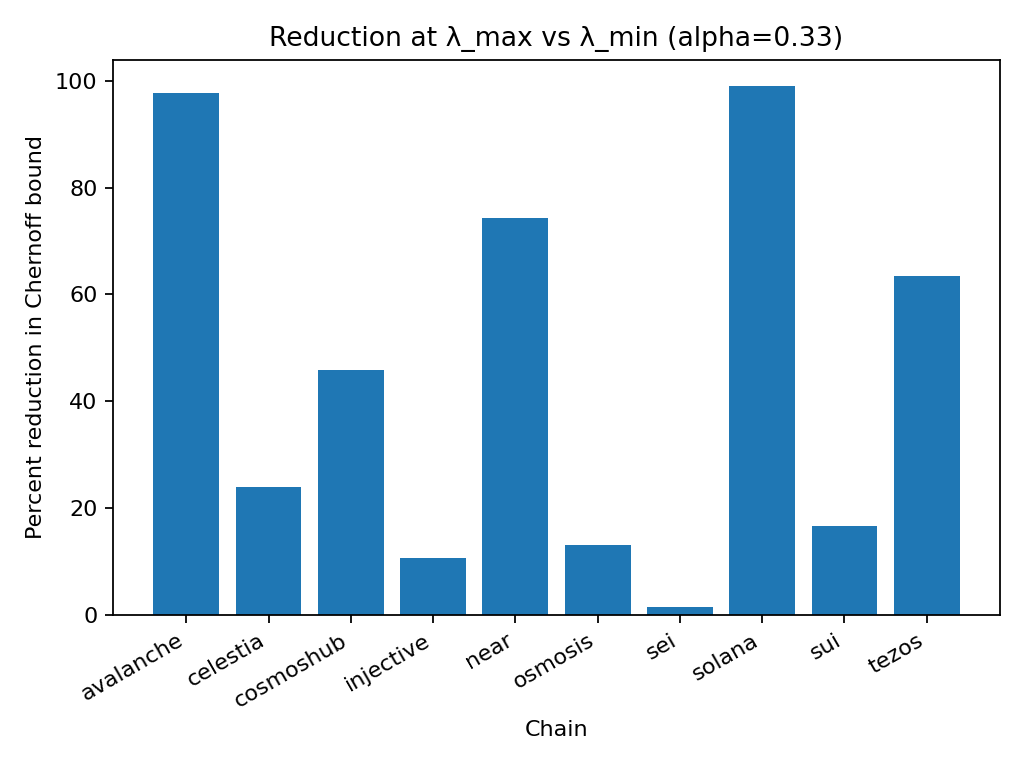 Reduction at λ_max vs λ_min (alpha=0.33)
Percent reduction in Chernoff bound
100
80
60
40
20
0
avalanche
celestia
cosmoshub
injective
near
osmosis
sei
solana
sui
tezos
Chain